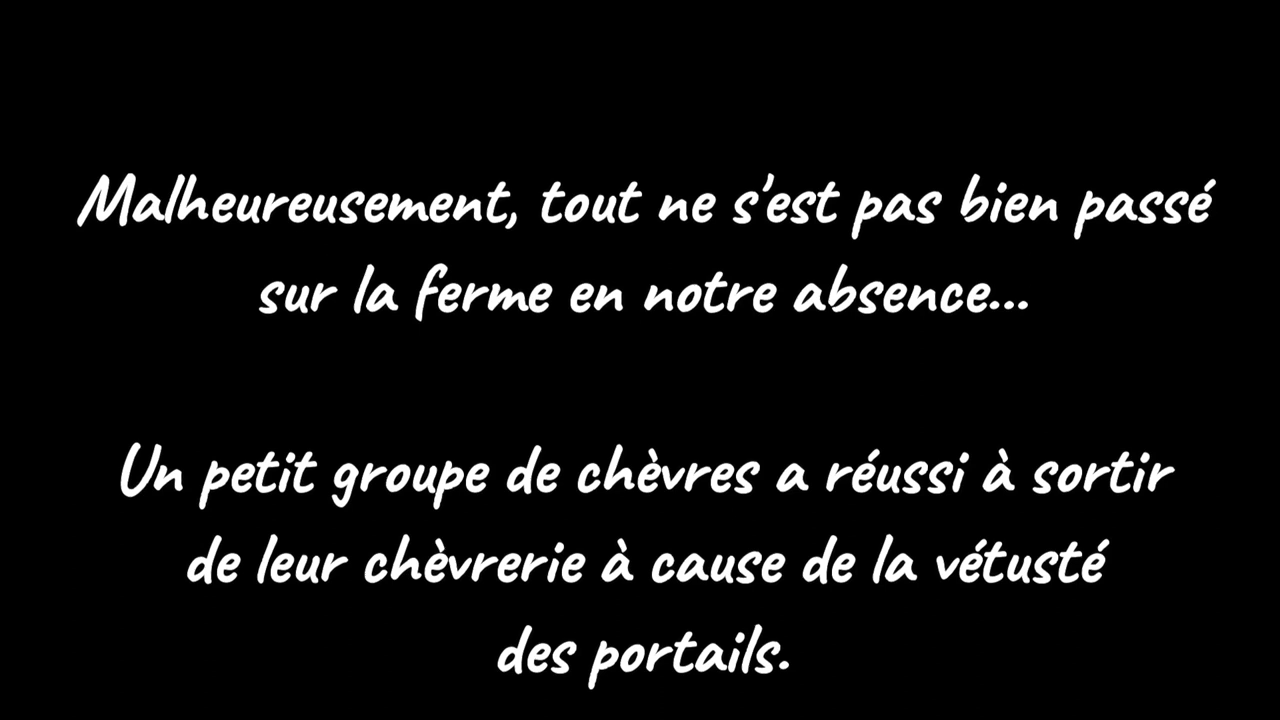 Malheureusement, tout ne s'est pas bien passé
sur la ferme en notre absence...
Un petit groupe de chèvres a réussi à sortir
de leur chèvrerie à cause de la vétusté
des portails.